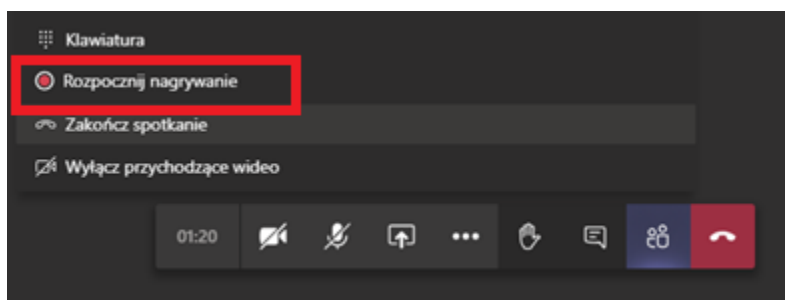 Klawiatura
Rozpocznij nagrywanie
Zakończ spotkanie
Wyłącz przychodzące wideo
01:20